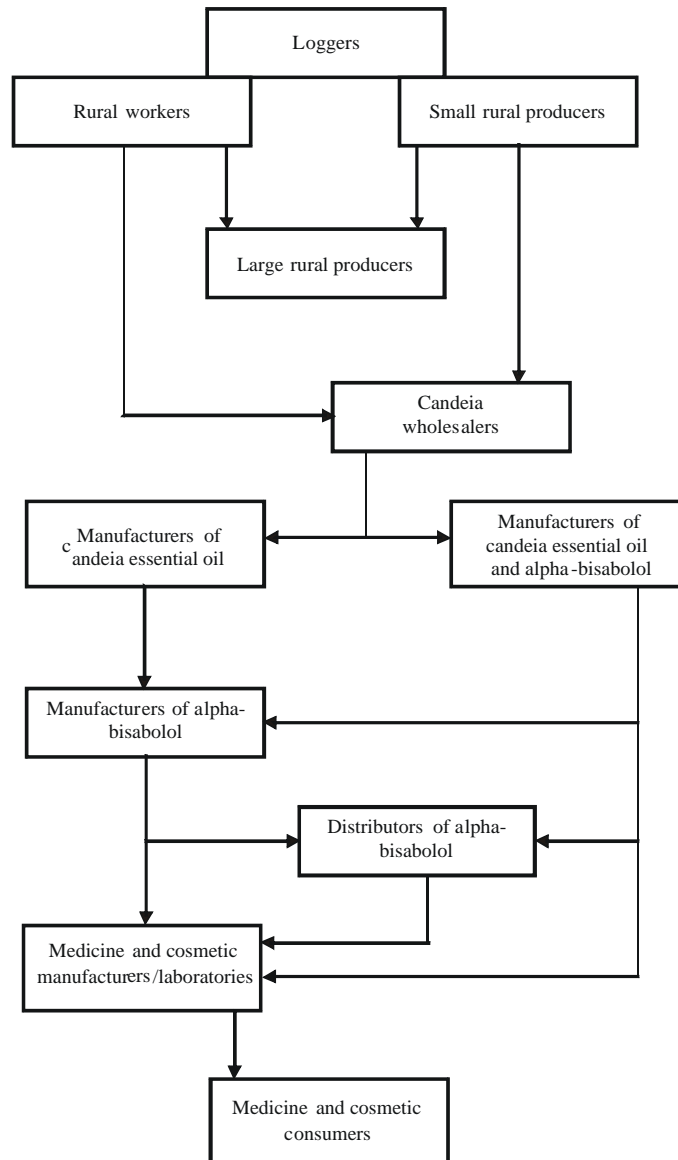 Loggers
Rural workers
Small rural producers
Large rural producers
Candeia
wholesalers
Manufacturers of
candeia essential oil
Manufacturers of
candeia essential oil
and alpha-bisabolol
Manufacturers of alpha-
bisabolol
Distributors of alpha-
bisabolol
Medicine and cosmetic
manufacturers/laboratories
Medicine and cosmetic
consumers